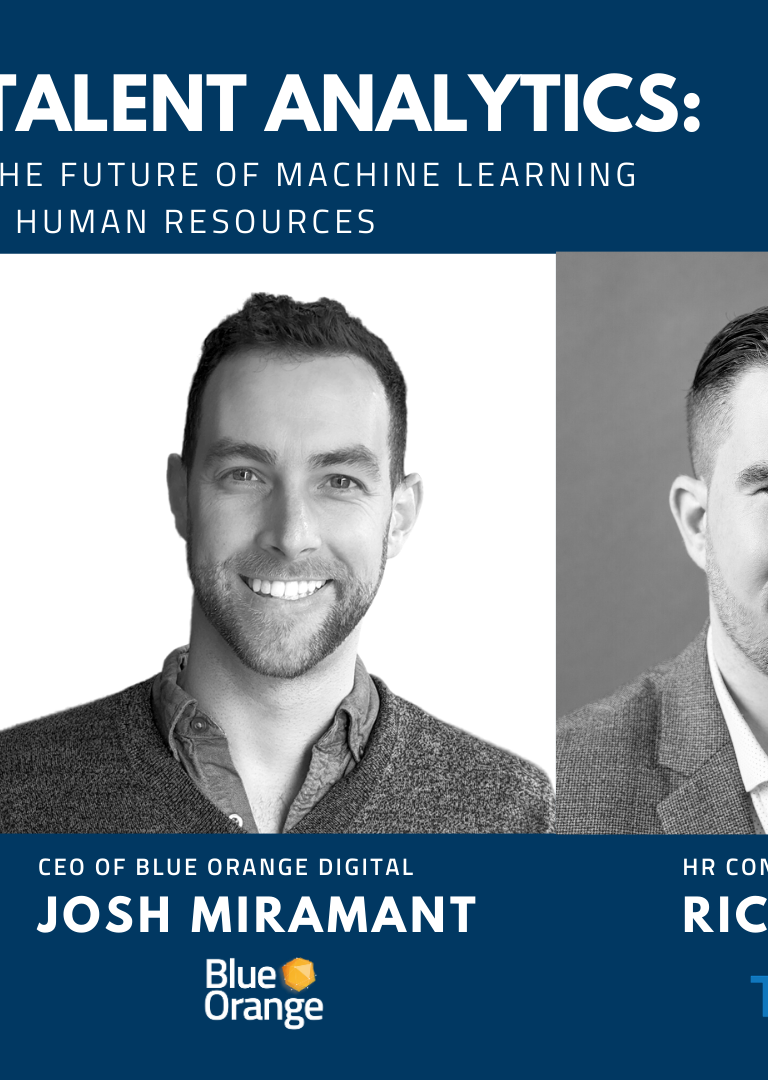 TALENT ANALYTICS:
HE FUTURE OF MACHINE LEARNING
HUMAN RESOURCES
CEO OF BLUE ORANGE DIGITAL
JOSH MIRAMANT
Blue
Orange
HR CON
RIC
T